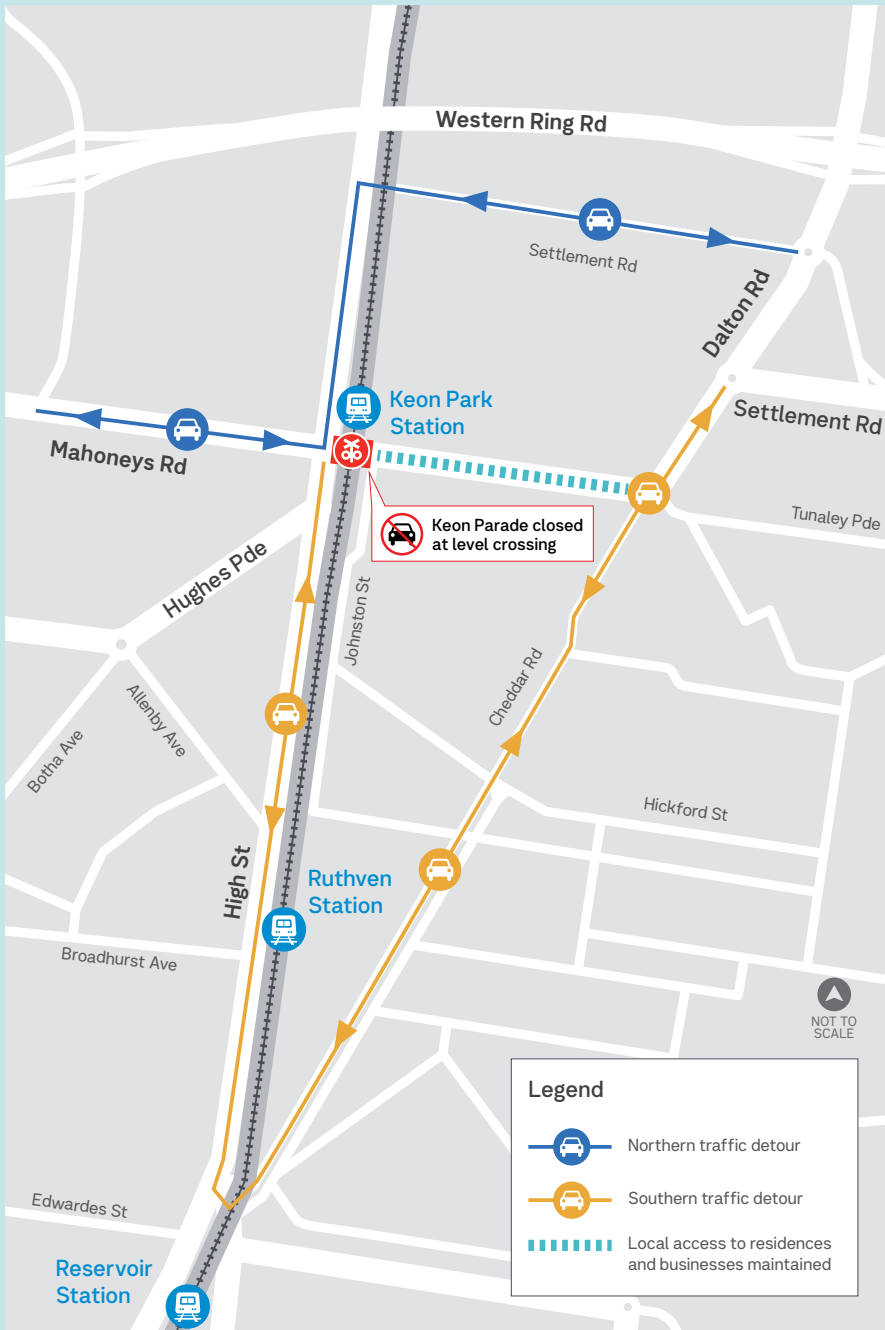 Western Ring Rd
Settlement Rd
Dalton Rd
Keon Park
Station
Settlement Rd
Mahoneys Rd
Tunaley Pde
Keon Parade closed
at level crossing
Hughes Pde
Johnston St
Cheddar Rd
Allenby Ave
Botha Ave
Hickford St
High St
Ruthven
Station
Broadhurst Ave
NOT TO
SCALE
Legend
Northern traffic detour
Southern traffic detour
Local access to residences
and businesses maintained
Edwardes St
Reservoir
Station